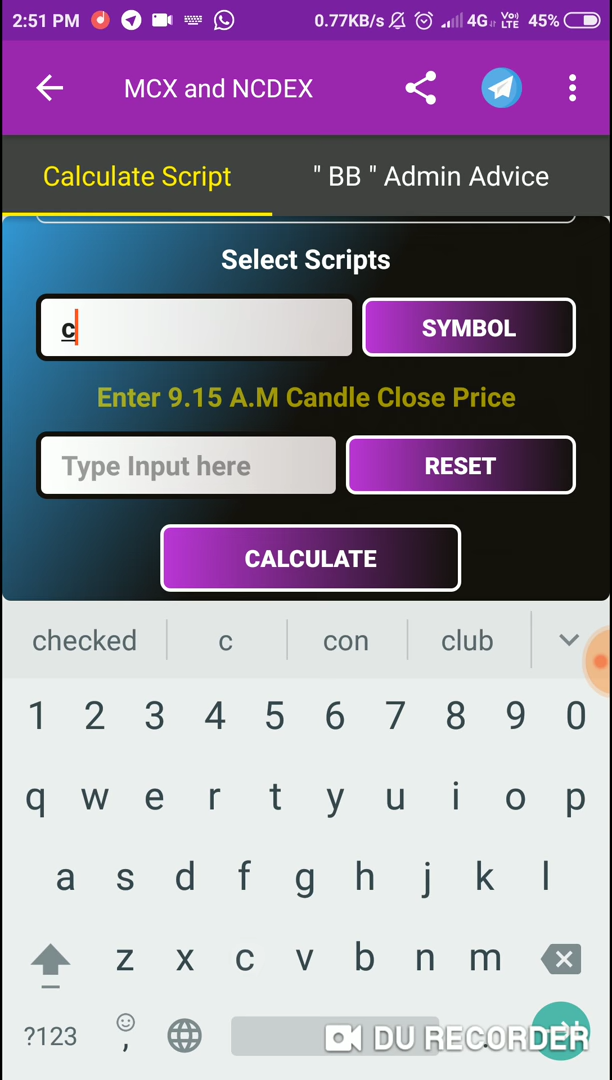 2:51 PM 0.77KB/s 4G VoLTE 45%
MCX and NCDEX
Calculate Script " BB " Admin Advice
Select Scripts
c SYMBOL
Enter 9.15 A.M Candle Close Price
Type Input here RESET
CALCULATE
checked c con club
1 2 3 4 5 6 7 8 9 0
q w e r t y u i o p
a s d f g h j k l
z x c v b n m
?123 , .
DU RECORDER